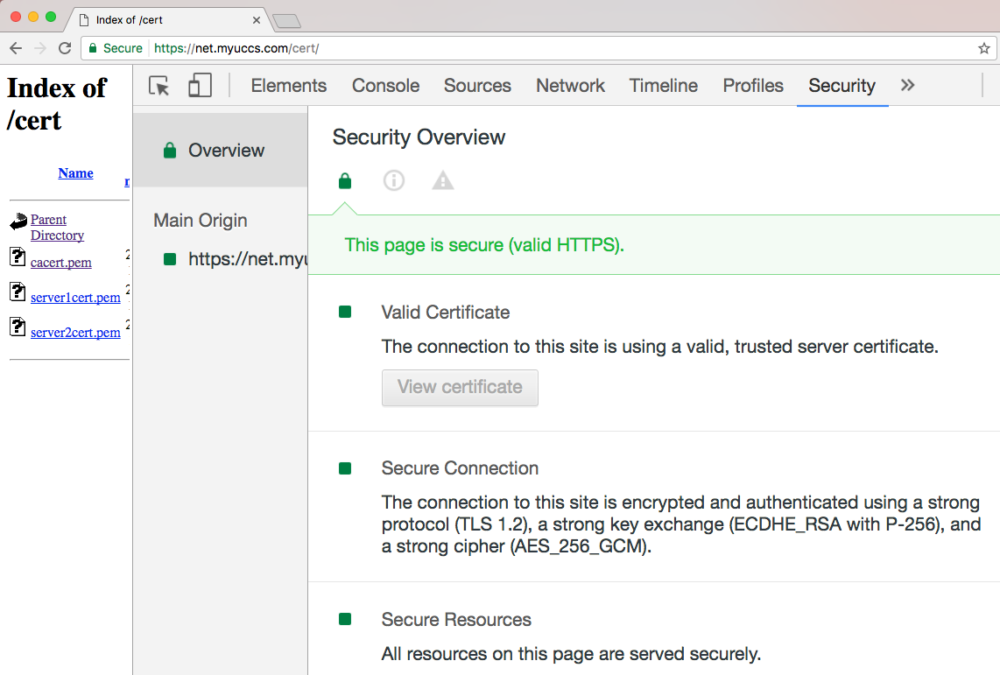 Index of /cert
Secure
https://net.myuccs.com/cert/
Index of
/cert
Name
Parent
Directory
cacert.pem
server1cert.pem
server2cert.pem
Elements
Console
Sources
Network
Timeline
Profiles
Security
Overview
Main Origin
https://net.myu
Security Overview
This page is secure (valid HTTPS).
Valid Certificate
The connection to this site is using a valid, trusted server certificate.
View certificate
Secure Connection
The connection to this site is encrypted and authenticated using a strong
protocol (TLS 1.2), a strong key exchange (ECDHE_RSA with P-256), and
a strong cipher (AES_256_GCM).
Secure Resources
All resources on this page are served securely.